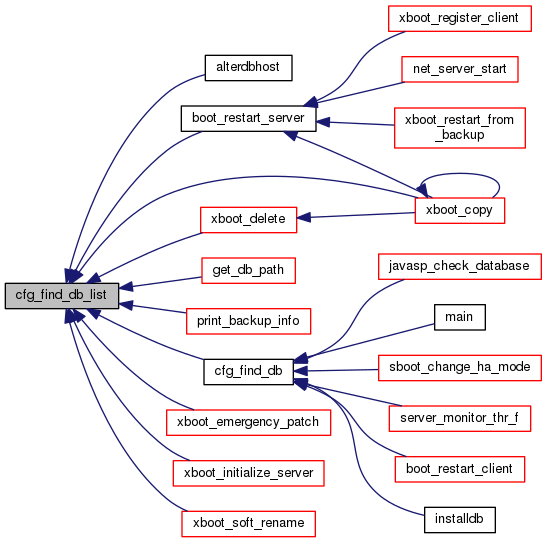 xboot_register_client
alterdbhost
net_server_start
boot_restart_server
xboot_restart_from
_backup
xboot_delete
xboot_copy
get_db_path
javasp_check_database
cfg_find_db_list
print_backup_info
main
cfg_find_db
sboot_change_ha_mode
xboot_emergency_patch
server_monitor_thr_f
xboot_initialize_server
boot_restart_client
xboot_soft_rename
installdb